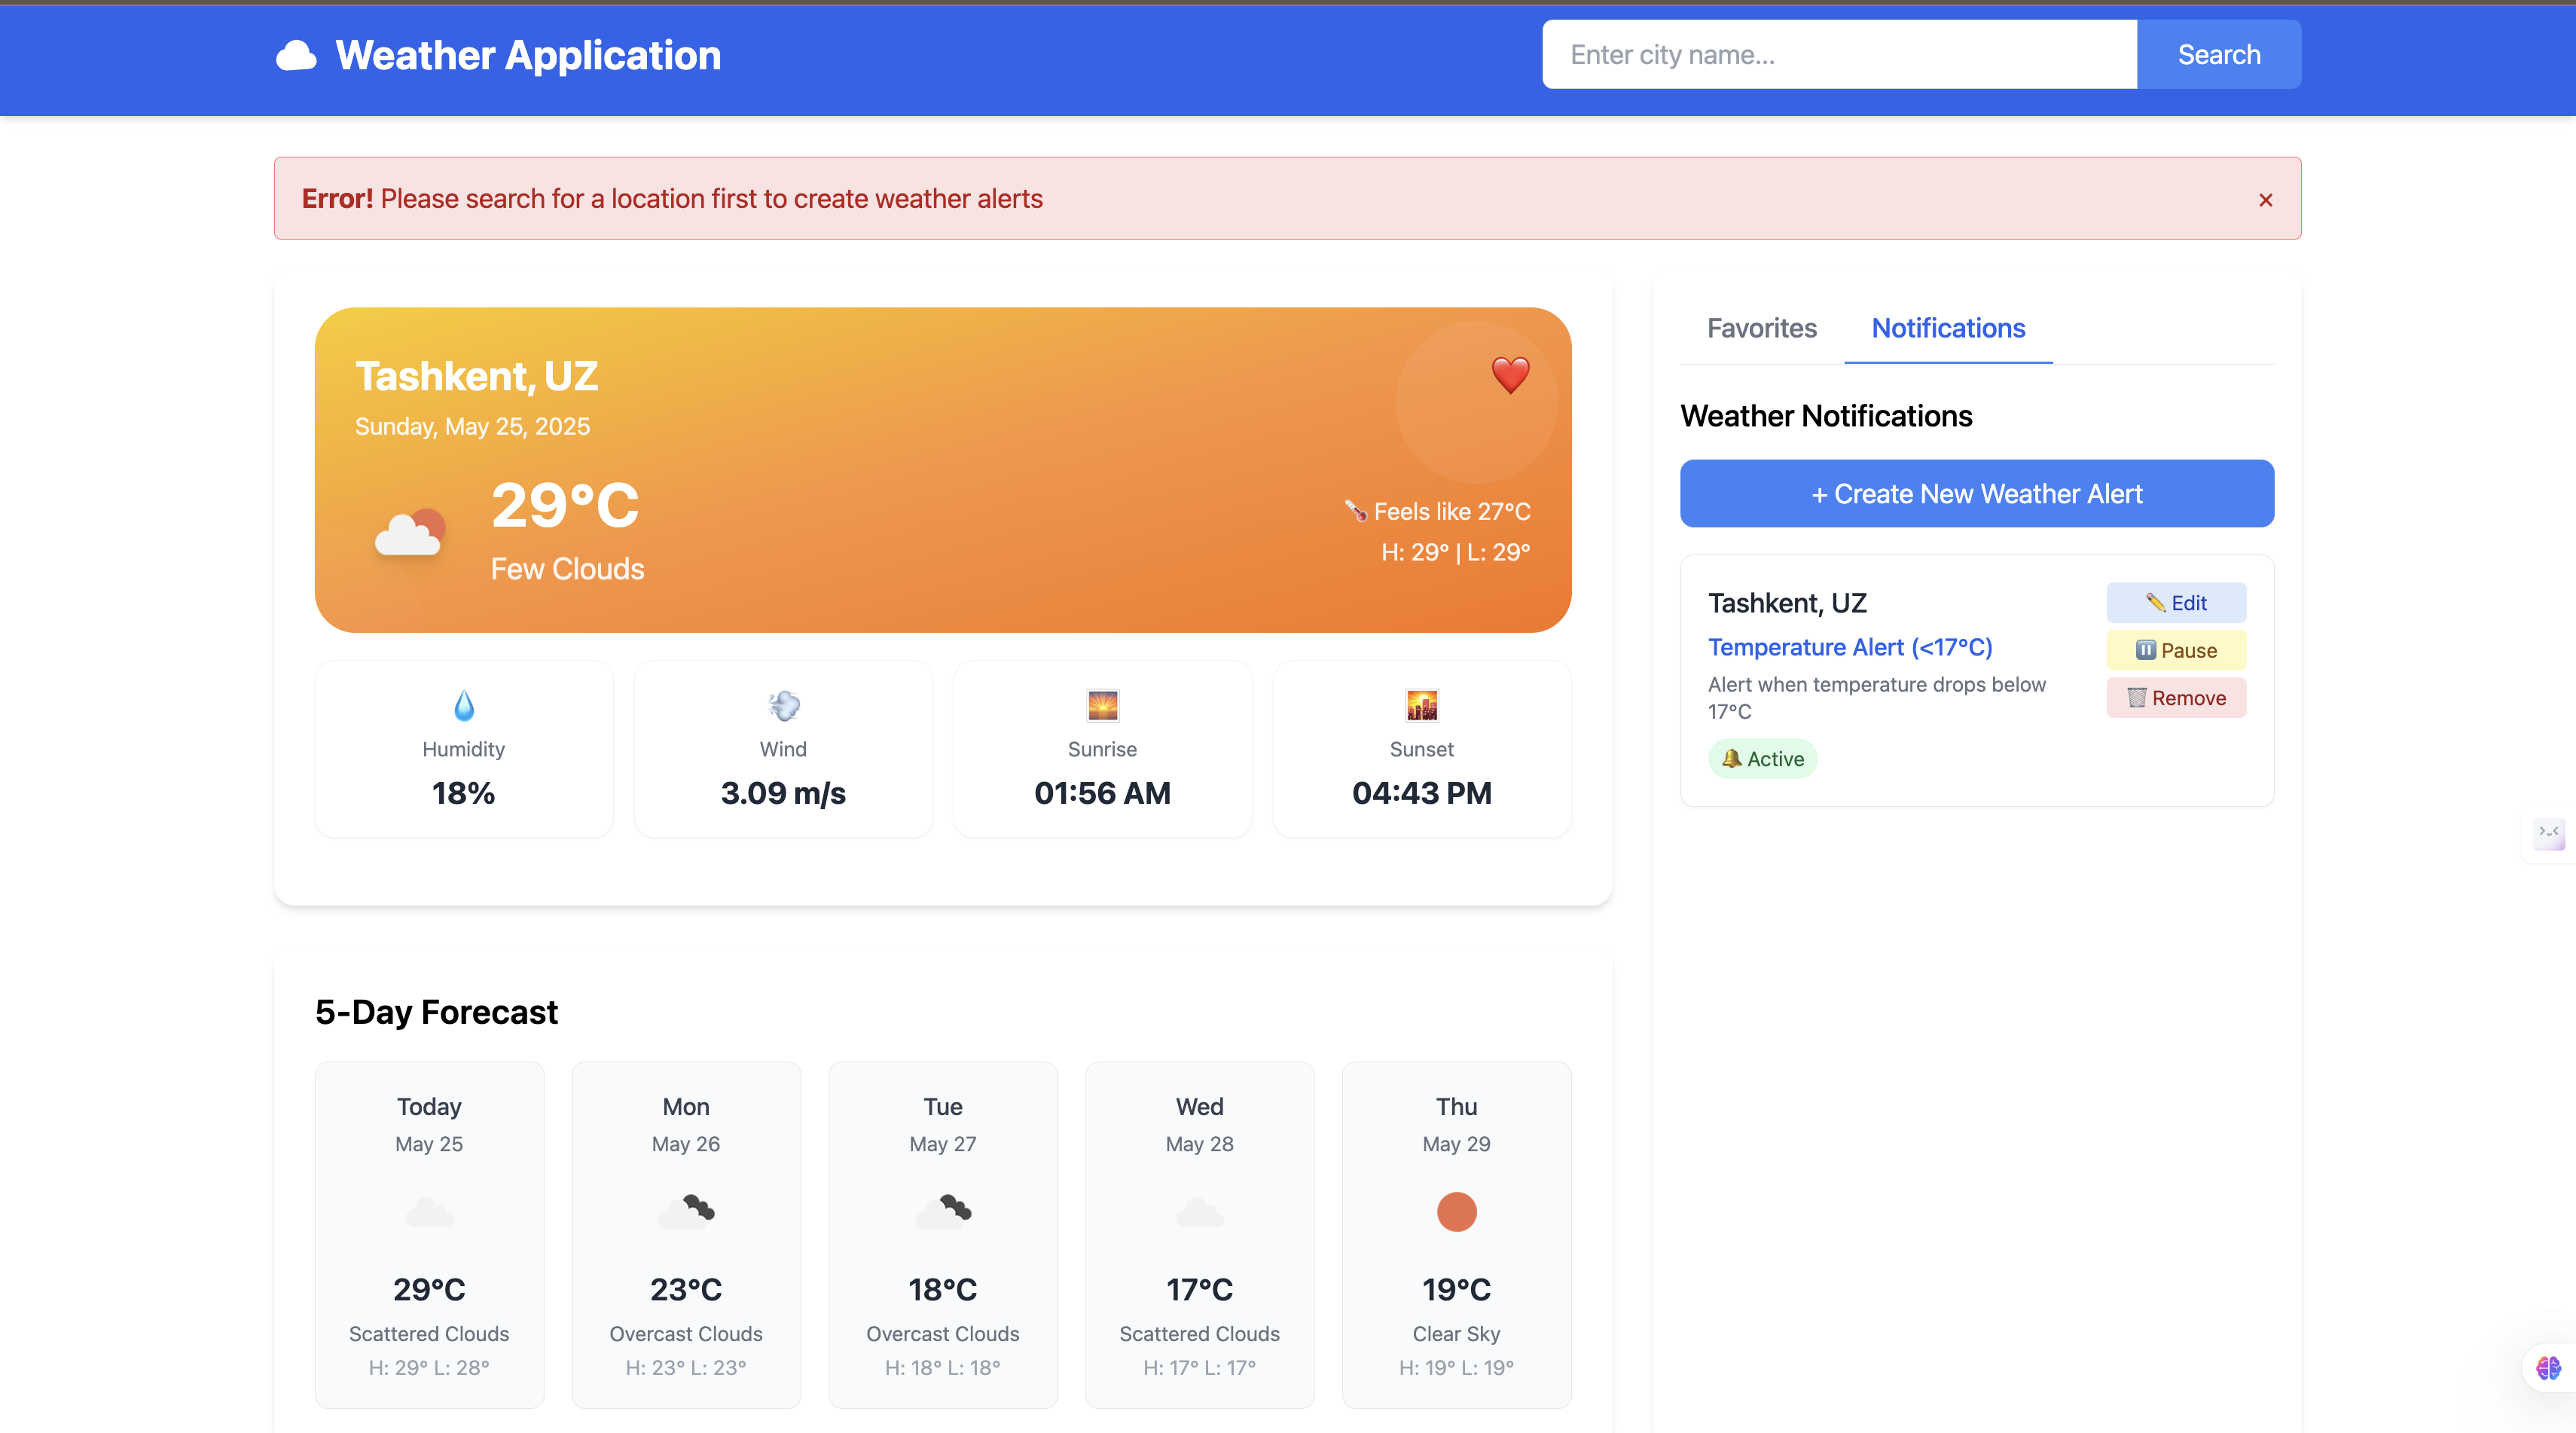 Weather Application
Enter city name...
Search
Error! Please search for a location first to create weather alerts
×
Tashkent, UZ
Sunday, May 25, 2025
29°C
Few Clouds
Feels like 27°C
H: 29° | L: 29°
Humidity
18%
Wind
3.09 m/s
Sunrise
01:56 AM
Sunset
04:43 PM
5-Day Forecast
Today
May 25
29°C
Scattered Clouds
H: 29° L: 28°
Mon
May 26
23°C
Overcast Clouds
H: 23° L: 23°
Tue
May 27
18°C
Overcast Clouds
H: 18° L: 18°
Wed
May 28
17°C
Scattered Clouds
H: 17° L: 17°
Thu
May 29
19°C
Clear Sky
H: 19° L: 19°
Favorites
Notifications
Weather Notifications
+ Create New Weather Alert
Tashkent, UZ
Temperature Alert (<17°C)
Alert when temperature drops below
17°C
Active
Edit
Pause
Remove